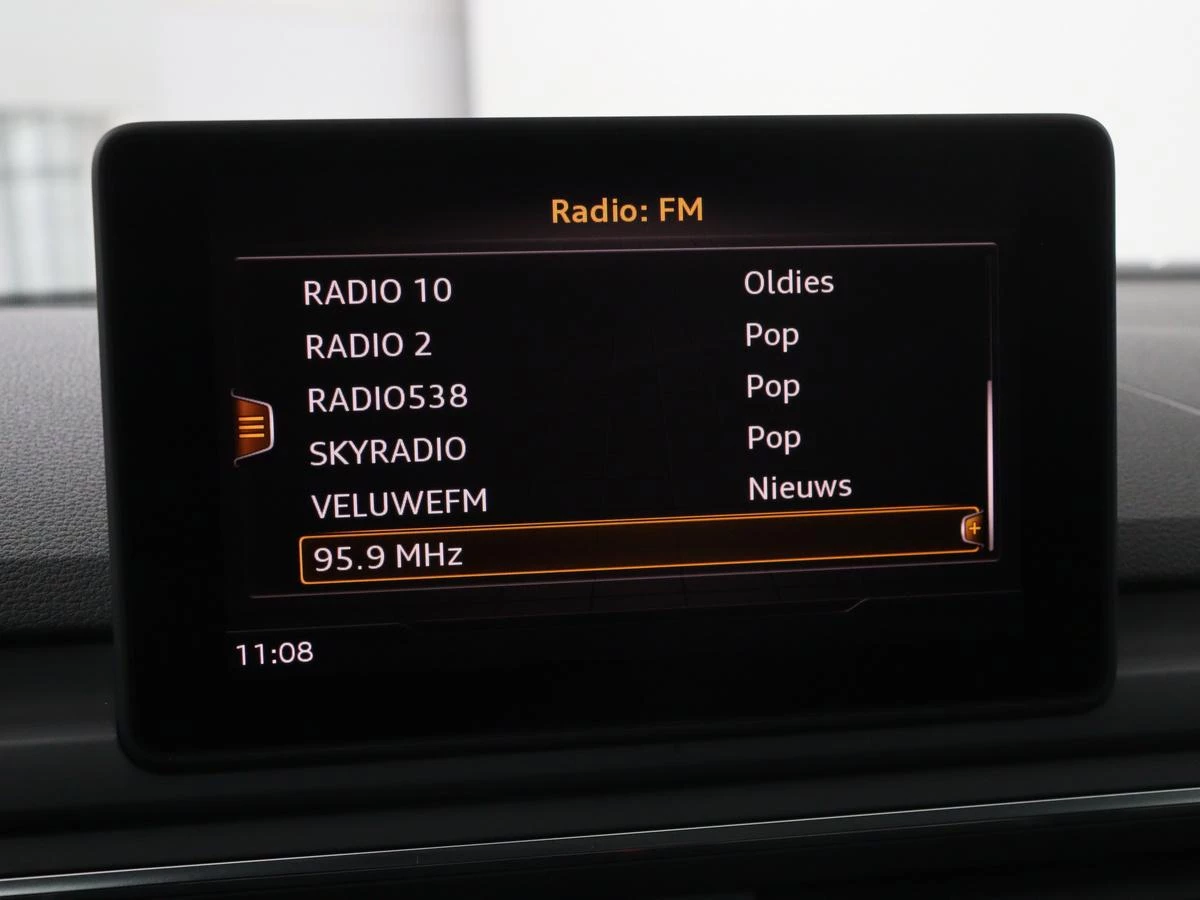 Radio: FM
RADIO 10 Oldies
RADIO 2 Pop
RADIO538 Pop
SKYRADIO Pop
VELUWEFM Nieuws
95.9 MHz
11:08